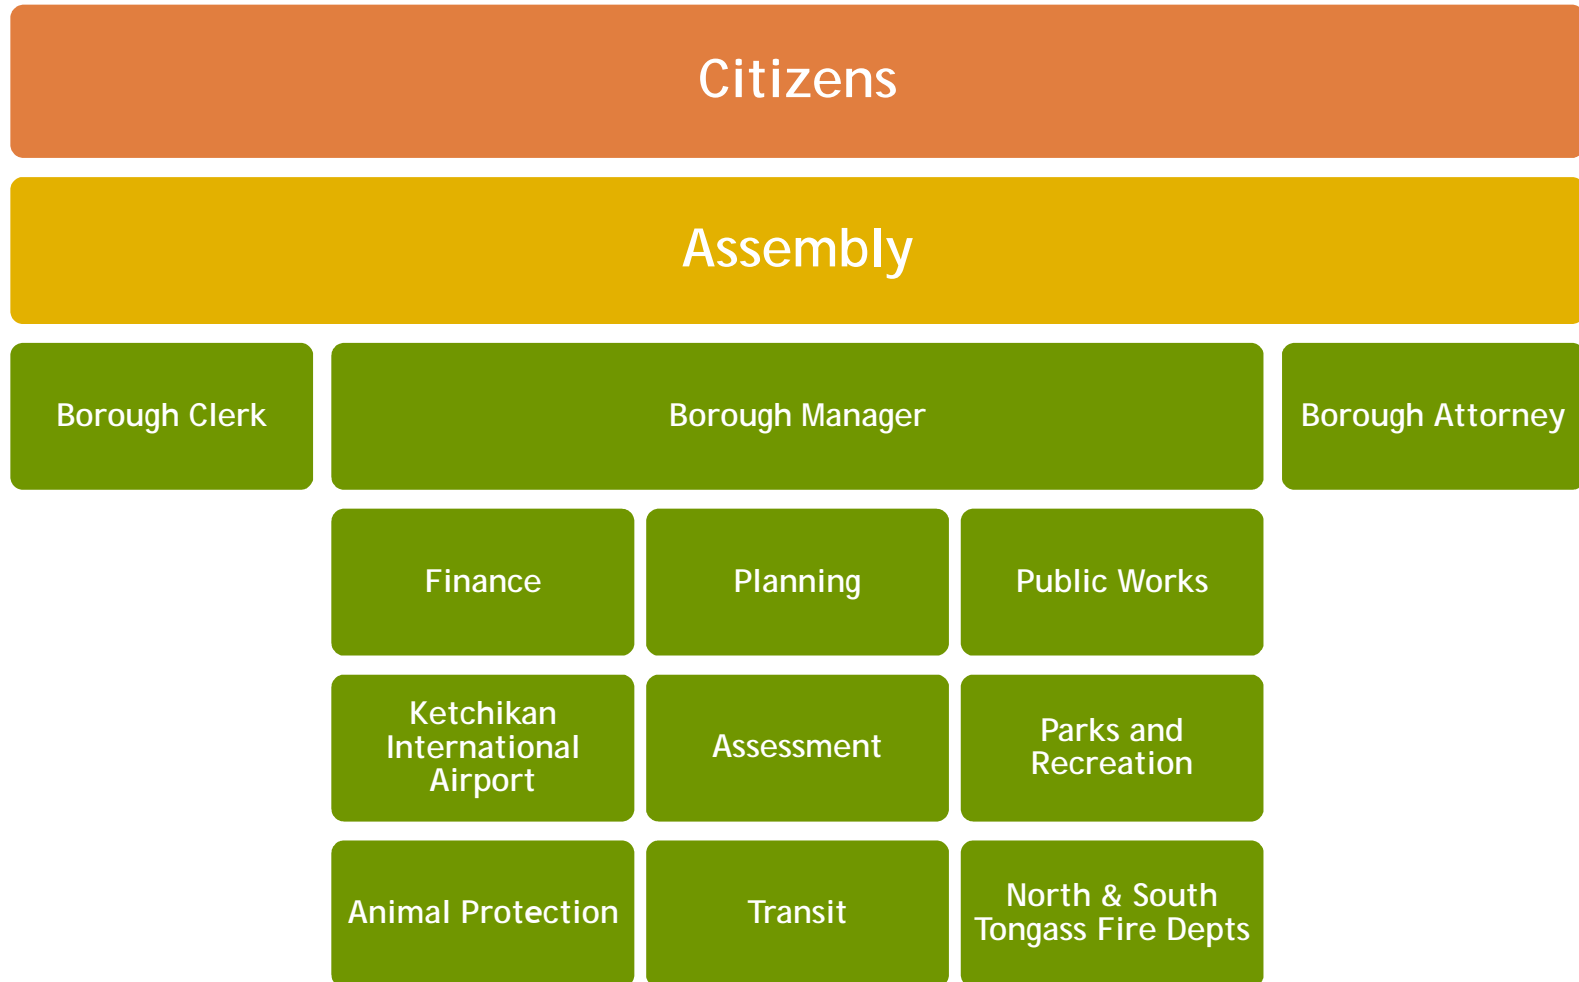 Citizens
Assembly
Borough Clerk
Borough Manager
Borough Attorney
Finance
Planning
Public Works
Ketchikan
International
Airport
Assessment
Parks and
Recreation
Animal Protection
Transit
North & South
Tongass Fire Depts